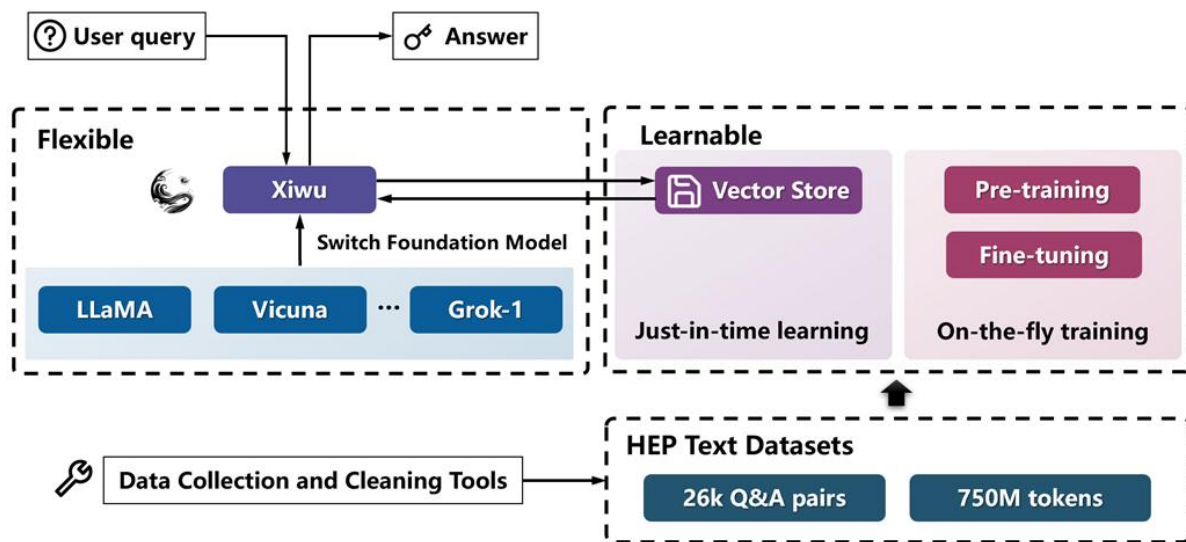 User query
Answer
Flexible
Learnable
Xiwu
Vector Store
Pre-training
Switch Foundation Model
Fine-tuning
LLaMA
Vicuna
...
Grok-1
Just-in-time learning
On-the-fly training
HEP Text Datasets
Data Collection and Cleaning Tools
26k Q&A pairs
750M tokens